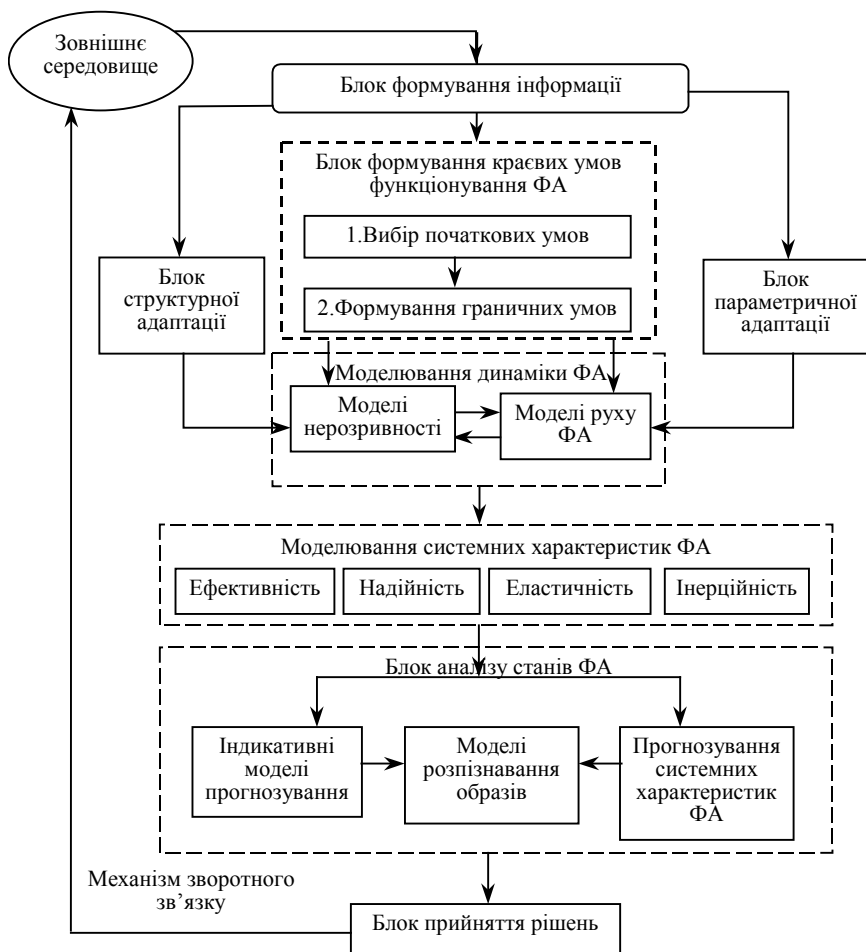 Зовнішнє
середовище
Блок формування інформації
Блок формування краєвих умов
функціонування ФА
1.Вибір початкових умов
2.Формування граничних умов
Блок
структурної
адаптації
Блок
параметричної
адаптації
Моделювання динаміки ФА
Моделі
нерозривності
Моделі руху
ФА
Моделювання системних характеристик ФА
Ефективність
Надійність
Еластичність
Інерційність
Блок аналізу станів ФА
Індикативні
моделі
прогнозування
Моделі
розпізнавання
образів
Прогнозування
системних
характеристик
ФА
Механізм зворотного
зв’язку
Блок прийняття рішень